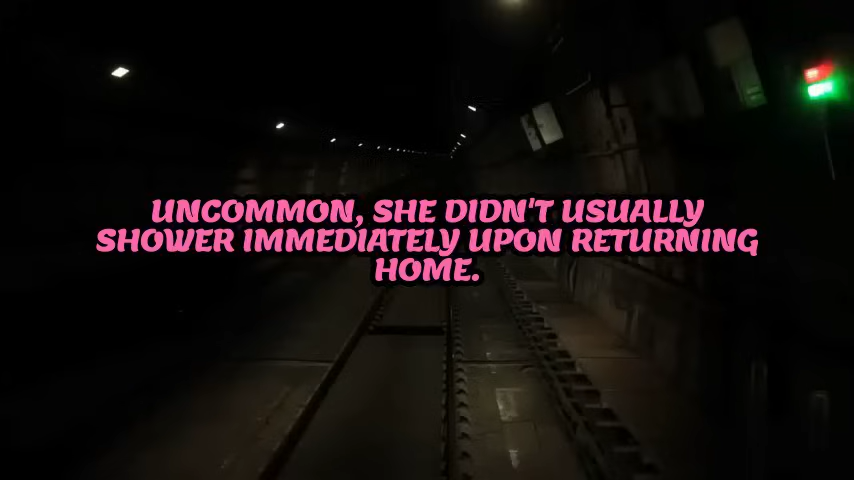 UNCOMMON, SHE DIDN'T USUALLY
SHOWER IMMEDIATELY UPON RETURNING
HOME.